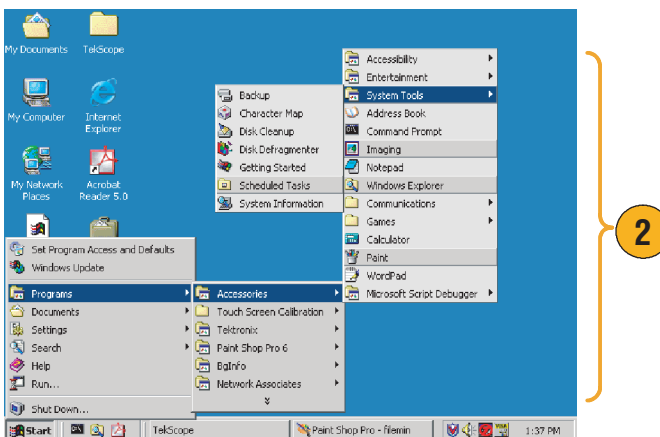 My Documents
TekScope
My Computer
Internet
Explorer
My Network
Places
Acrobat
Reader 5.0
Set Program Access and Defaults
Windows Update
Programs
Documents
Settings
Search
Help
Run...
Shut Down...
Accessories
Touch Screen Calibration
Tektronix
Paint Shop Pro 6
BgInfo
Network Associates
Backup
Character Map
Disk Cleanup
Disk Defragmenter
Getting Started
Scheduled Tasks
System Information
Accessibility
Entertainment
System Tools
Address Book
Command Prompt
Imaging
Notepad
Windows Explorer
Communications
Games
Calculator
Paint
WordPad
Microsoft Script Debugger
2
Start
TekScope
Paint Shop Pro - filemin
1:37 PM